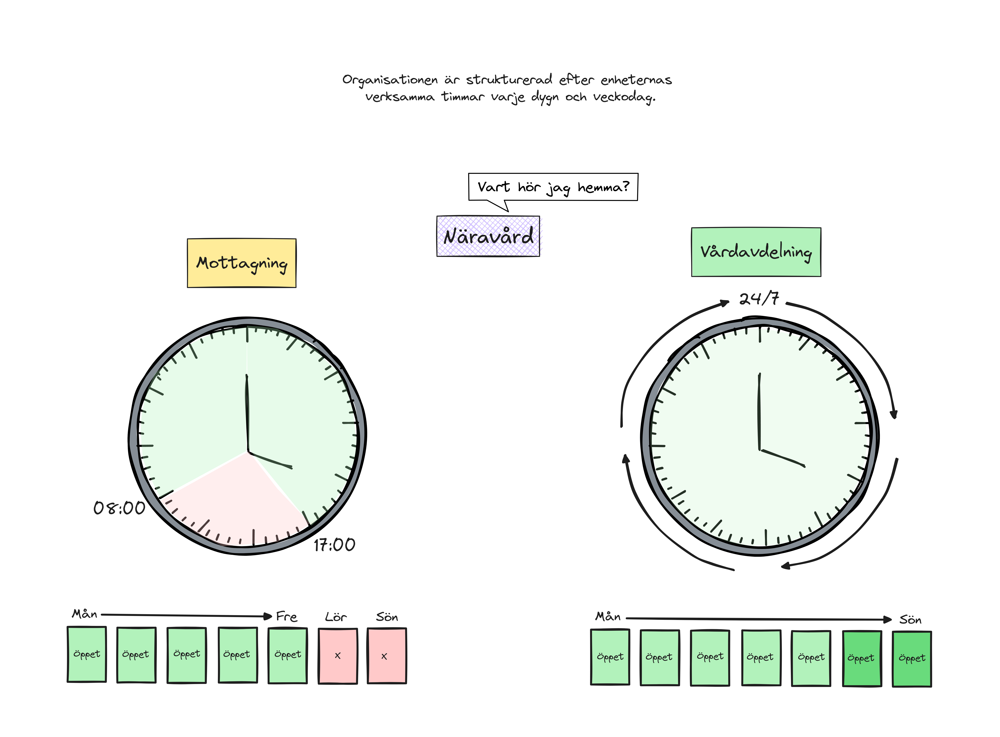 Organisationen är strukturerad efter enheternas
verksamma timmar varje dygn och veckodag.
Vart hör jag hemma?
Näravård
Mottagning
Vårdavdelning
24/7
08:00
17:00
Mån
Fre
Lör
Sön
Öppet
Öppet
Öppet
Öppet
Öppet
x
x
Mån
Sön
Öppet
Öppet
Öppet
Öppet
Öppet
Öppet
Öppet